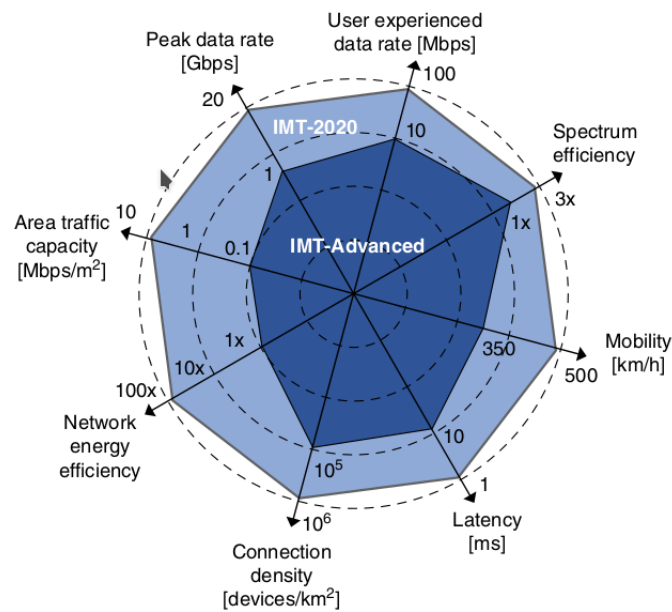 User experienced
data rate [Mbps]
Peak data rate
[Gbps]
100
20
IMT-2020
10
Spectrum
efficiency
1
3x
1x
10
Area traffic
capacity
[Mbps/m²]
1
0.1
IMT-Advanced
350
Mobility
[km/h]
500
1x
10x
100x
Network
energy
efficiency
10
10⁵
1
10⁶
Latency
[ms]
Connection
density
[devices/km²]